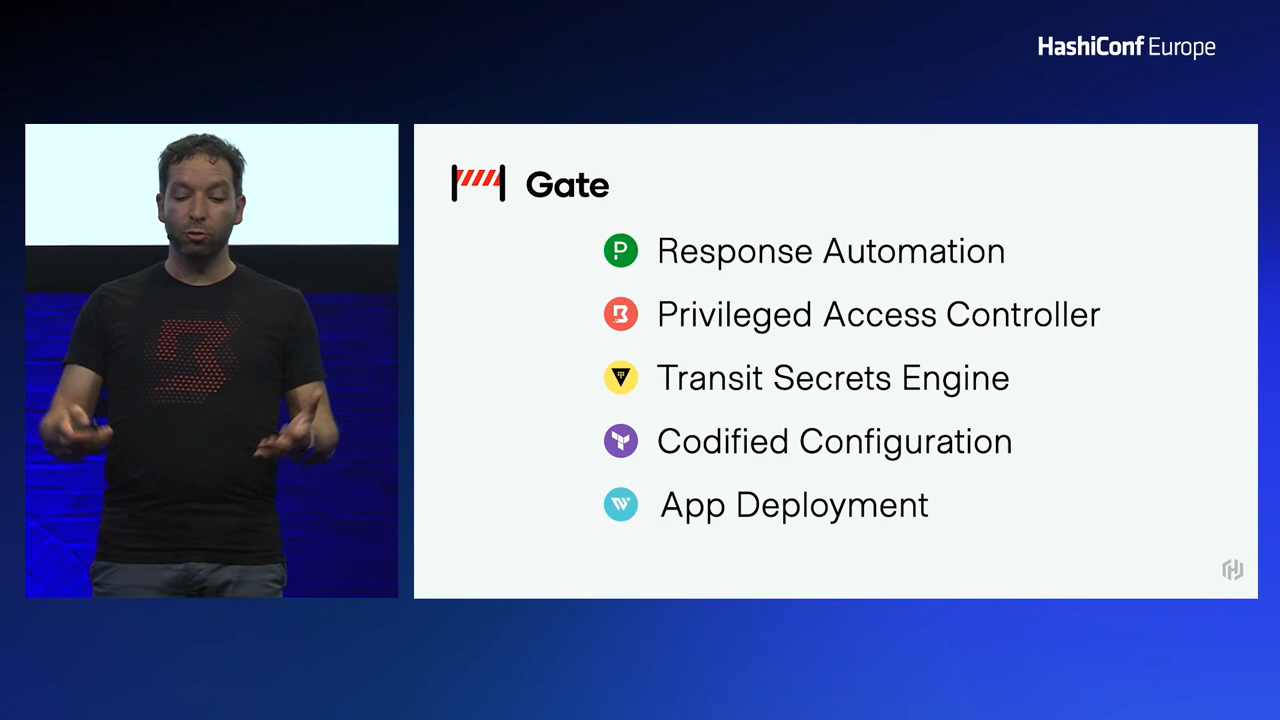 HashiConf Europe
Gate
P Response Automation
Privileged Access Controller
Transit Secrets Engine
Codified Configuration
App Deployment